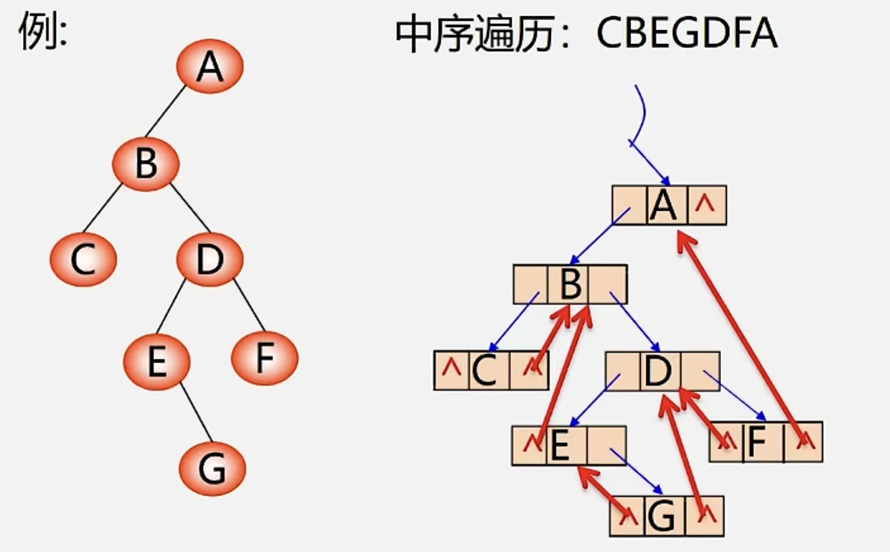 例:
中序遍历：CBEGDFA
A
B
C D
E F
G
A ^
B
^ C ^ D
^ E ^ F ^
^ G ^